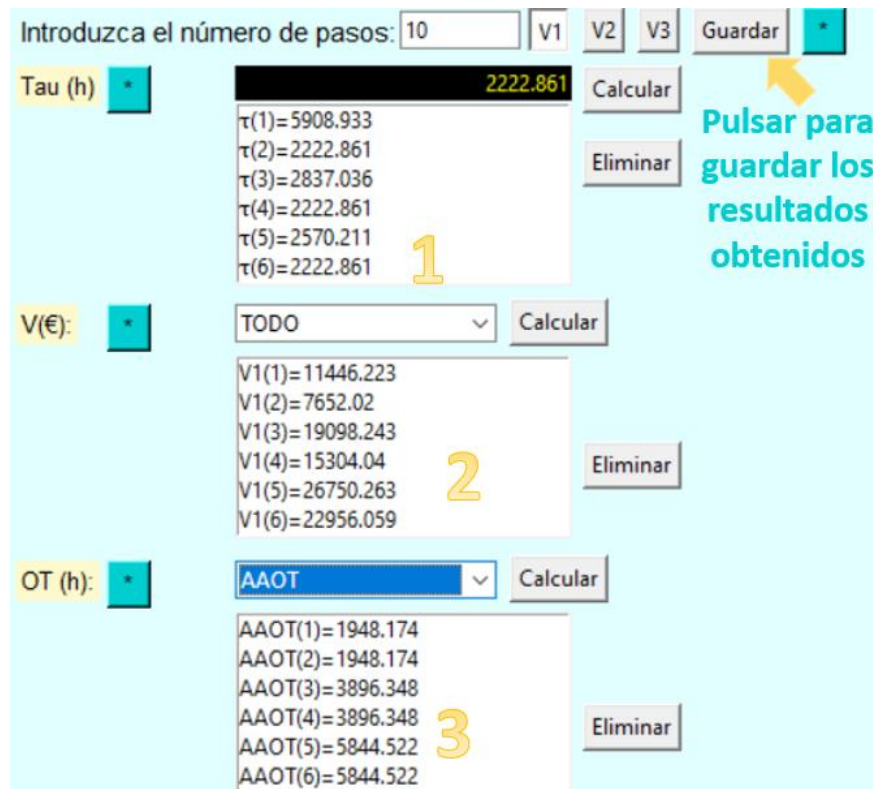 Introduzca el número de pasos: 10 V1 V2 V3 Guardar *
Tau (h) * 2222.861 Calcular
τ(1)=5908.933
τ(2)=2222.861
τ(3)=2837.036
τ(4)=2222.861
τ(5)=2570.211
τ(6)=2222.861
Eliminar
1
Pulsar para
guardar los
resultados
obtenidos
V(€): * TODO Calcular
V1(1)=11446.223
V1(2)=7652.02
V1(3)=19098.243
V1(4)=15304.04
V1(5)=26750.263
V1(6)=22956.059
2
Eliminar
OT (h): * AAOT Calcular
AAOT(1)=1948.174
AAOT(2)=1948.174
AAOT(3)=3896.348
AAOT(4)=3896.348
AAOT(5)=5844.522
AAOT(6)=5844.522
3
Eliminar